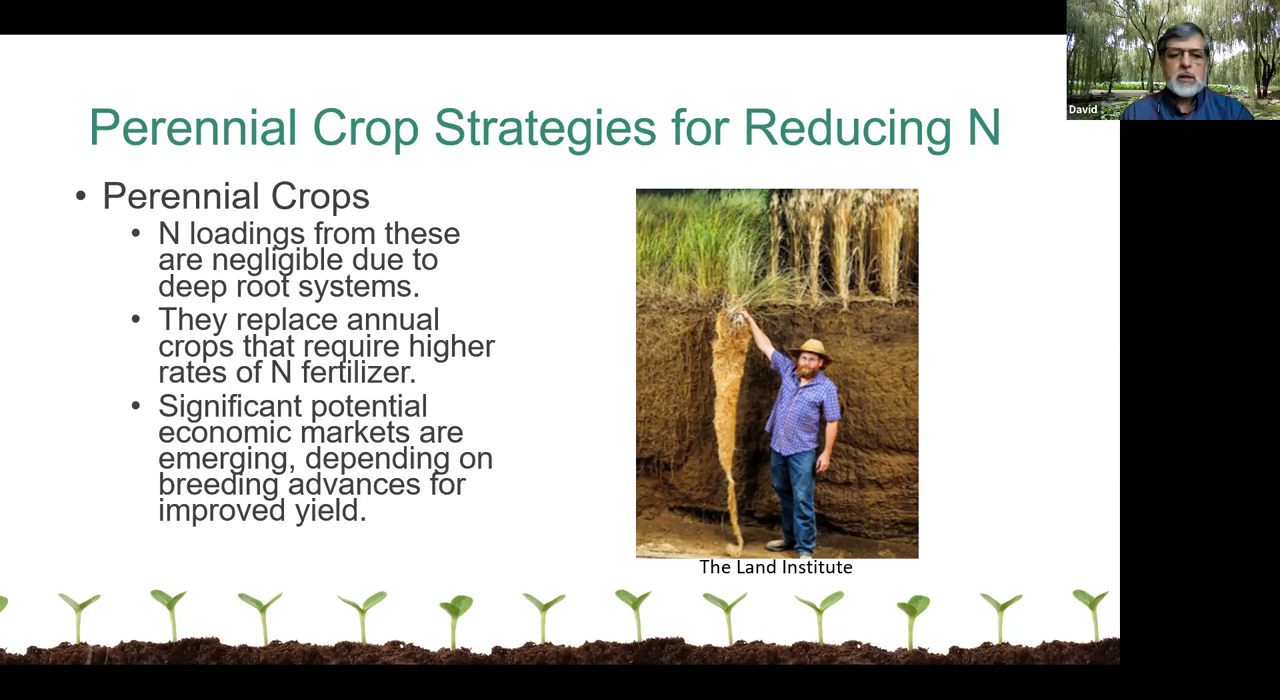 David
Perennial Crop Strategies for Reducing N
• Perennial Crops
• N loadings from these
are negligible due to
deep root systems.
• They replace annual
crops that require higher
rates of N fertilizer.
• Significant potential
economic markets are
emerging, depending on
breeding advances for
improved yield.
The Land Institute